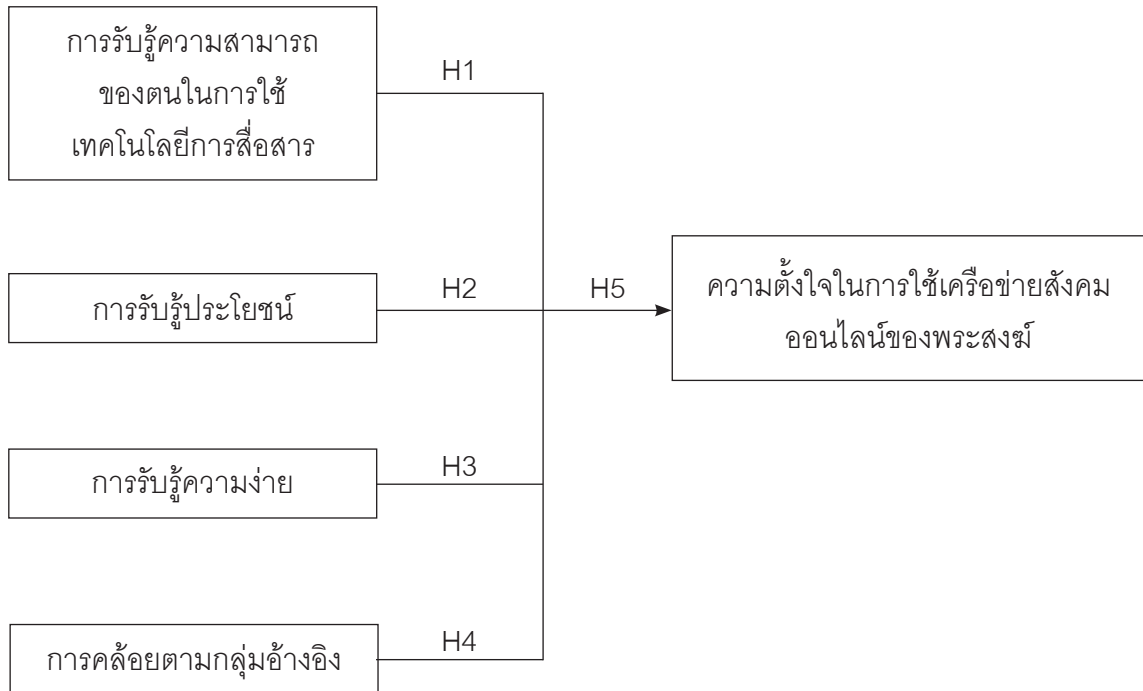 การรับรู้ความสามารถ
ของตนในการใช้
เทคโนโลยีการสื่อสาร
H1
การรับรู้ประโยชน์
H2
H5
ความตั้งใจในการใช้เครือข่ายสังคม
ออนไลน์ของพระสงฆ์
การรับรู้ความง่าย
H3
การคล้อยตามกลุ่มอ้างอิง
H4